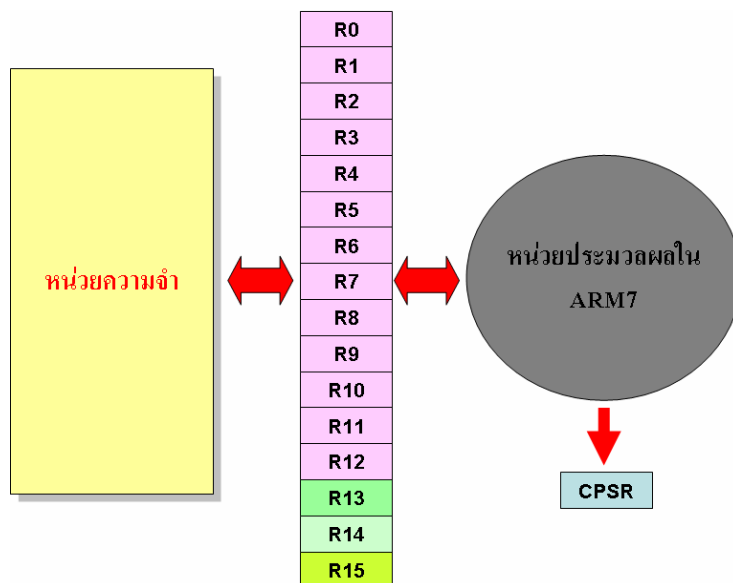 หน่วยความจำ
R0
R1
R2
R3
R4
R5
R6
R7
R8
R9
R10
R11
R12
R13
R14
R15
หน่วยประมวลผลใน
ARM7
CPSR